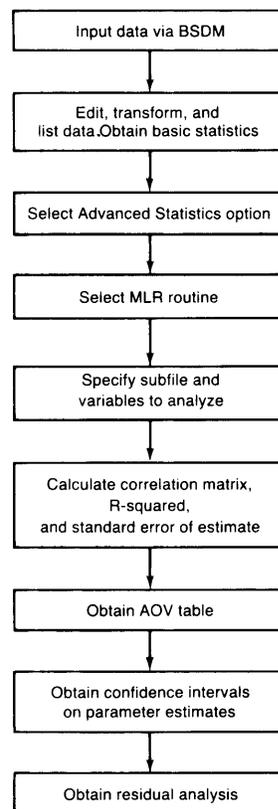 Input data via BSDM
Edit, transform, and
list data.Obtain basic statistics
Select Advanced Statistics option
Select MLR routine
Specify subfile and
variables to analyze
Calculate correlation matrix,
R-squared,
and standard error of estimate
Obtain AOV table
Obtain confidence intervals
on parameter estimates
Obtain residual analysis